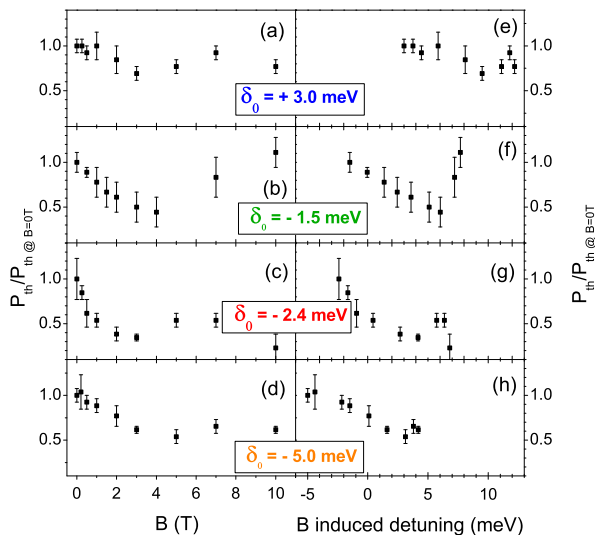 (a)
(e)
1.0
0.5
δ0 = + 3.0 meV
(b)
(f)
1.0
0.5
δ0 = - 1.5 meV
(c)
(g)
1.0
0.5
δ0 = - 2.4 meV
(d)
(h)
1.0
0.5
δ0 = - 5.0 meV
Pth/Pth @ B=0T
Pth/Pth @ B=0T
0 2 4 6 8 10
-5 0 5 10
B (T)
B induced detuning (meV)